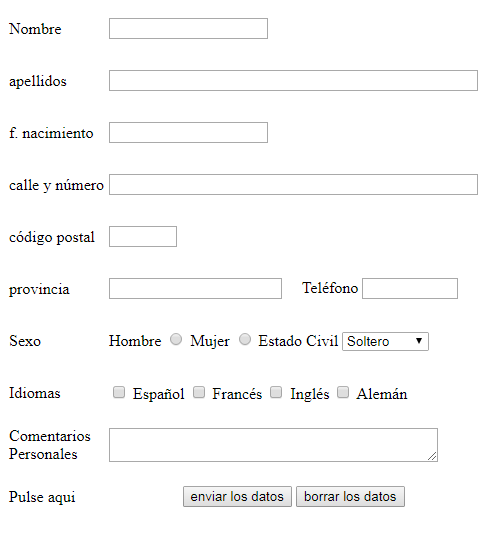 Nombre
apellidos
f. nacimiento
calle y número
código postal
provincia Teléfono
Sexo Hombre Mujer Estado Civil Soltero
Idiomas Español Francés Inglés Alemán
Comentarios
Personales
Pulse aqui enviar los datos borrar los datos